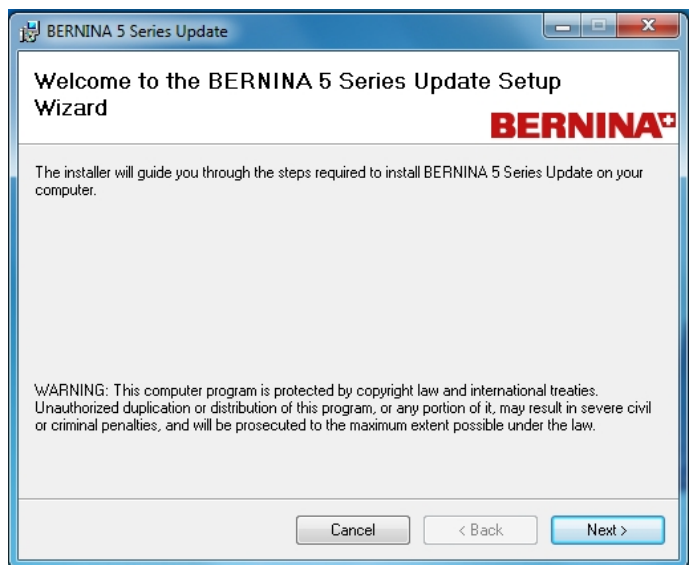 BERNINA 5 Series Update
Welcome to the BERNINA 5 Series Update Setup
Wizard
BERNINA
The installer will guide you through the steps required to install BERNINA 5 Series Update on your
computer.
WARNING: This computer program is protected by copyright law and international treaties.
Unauthorized duplication or distribution of this program, or any portion of it, may result in severe civil
or criminal penalties, and will be prosecuted to the maximum extent possible under the law.
Cancel < Back Next >